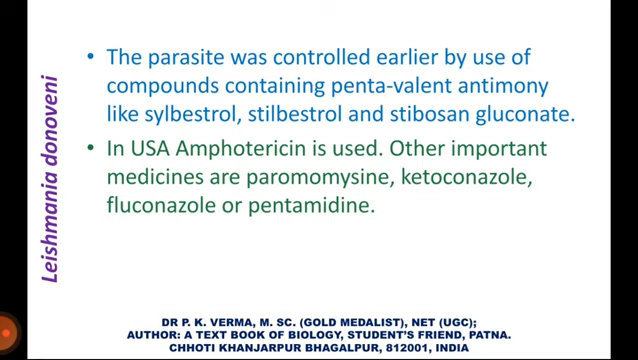 Leishmania donoveni
• The parasite was controlled earlier by use of
compounds containing penta-valent antimony
like sylbestrol, stilbestrol and stibosan gluconate.
• In USA Amphotericin is used. Other important
medicines are paromomysine, ketoconazole,
fluconazole or pentamidine.
DR P. K. VERMA, M. SC. (GOLD MEDALIST), NET (UGC);
AUTHOR: A TEXT BOOK OF BIOLOGY, STUDENT'S FRIEND, PATNA.
CHHOTI KHANJARPUR BHAGALPUR, 812001, INDIA